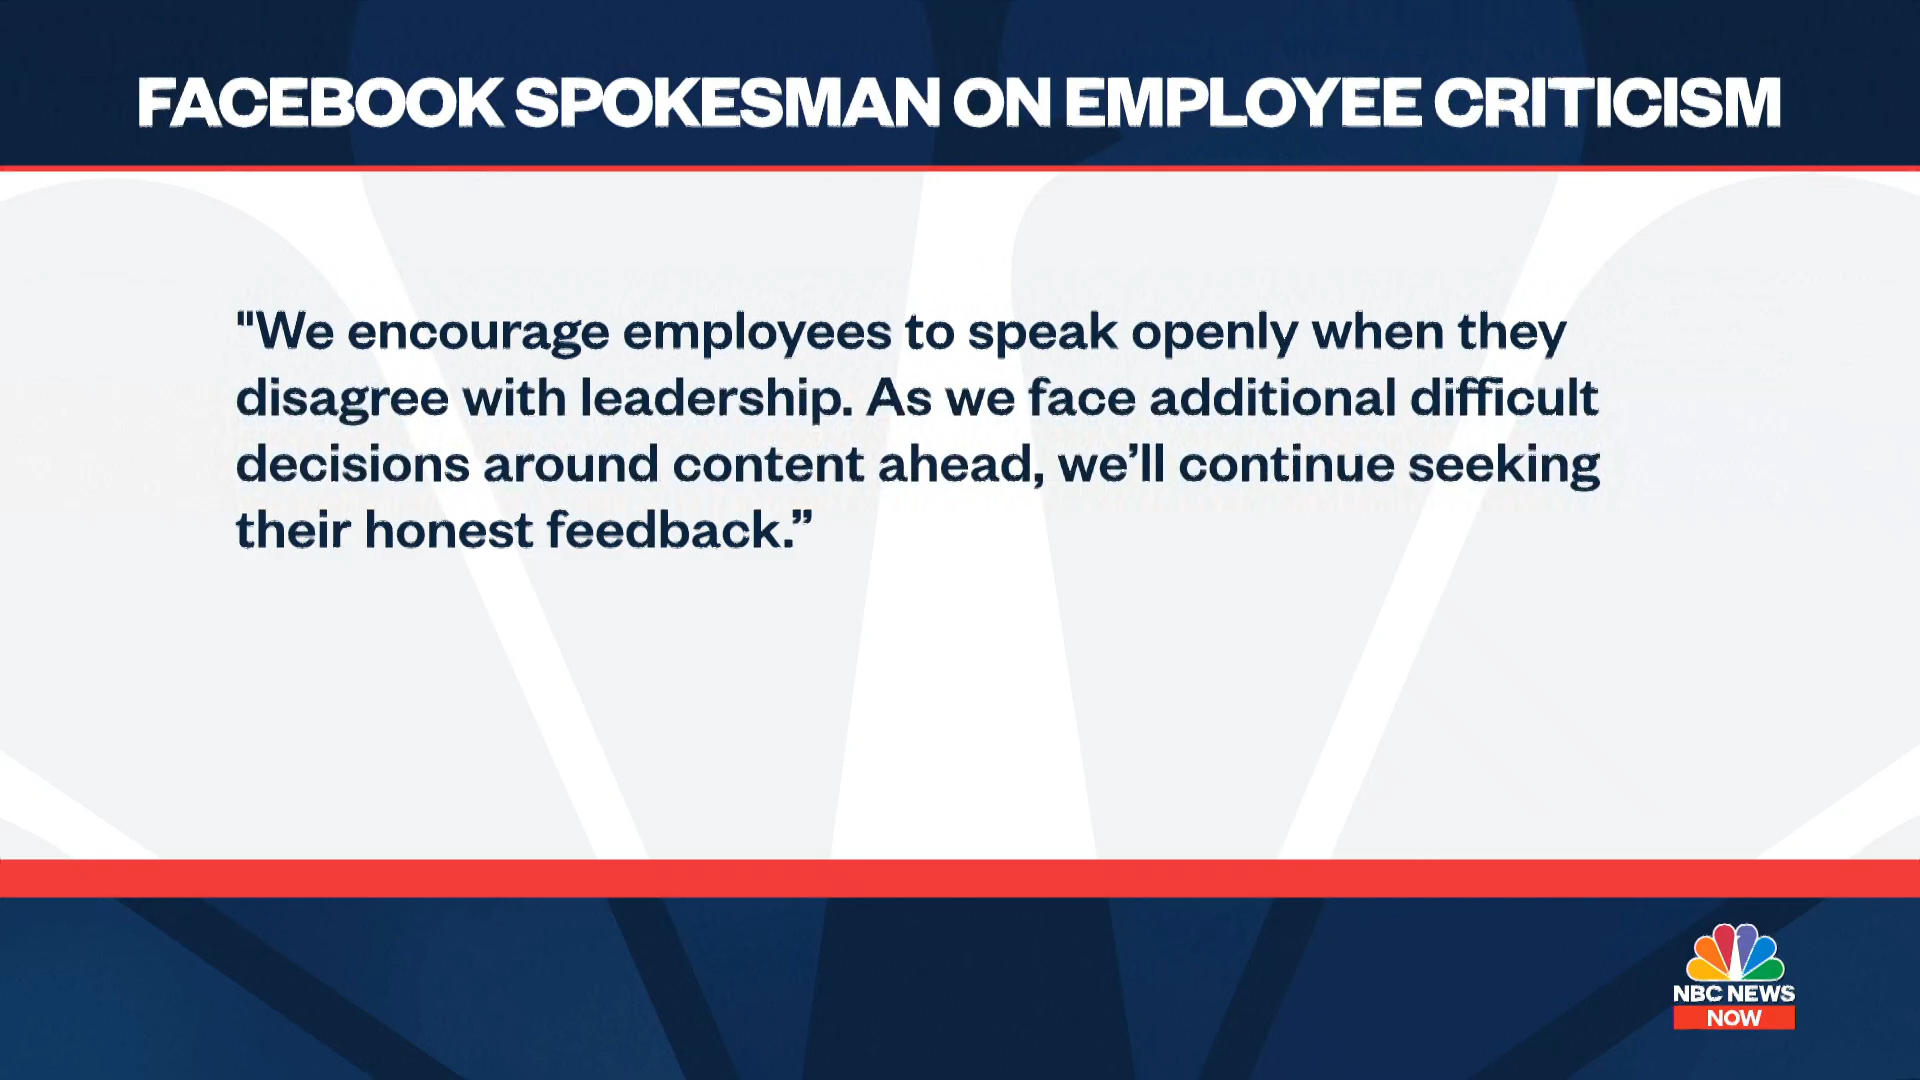 FACEBOOK SPOKESMAN ON EMPLOYEE CRITICISM
"We encourage employees to speak openly when they
disagree with leadership. As we face additional difficult
decisions around content ahead, we’ll continue seeking
their honest feedback.”
NBC NEWS
NOW